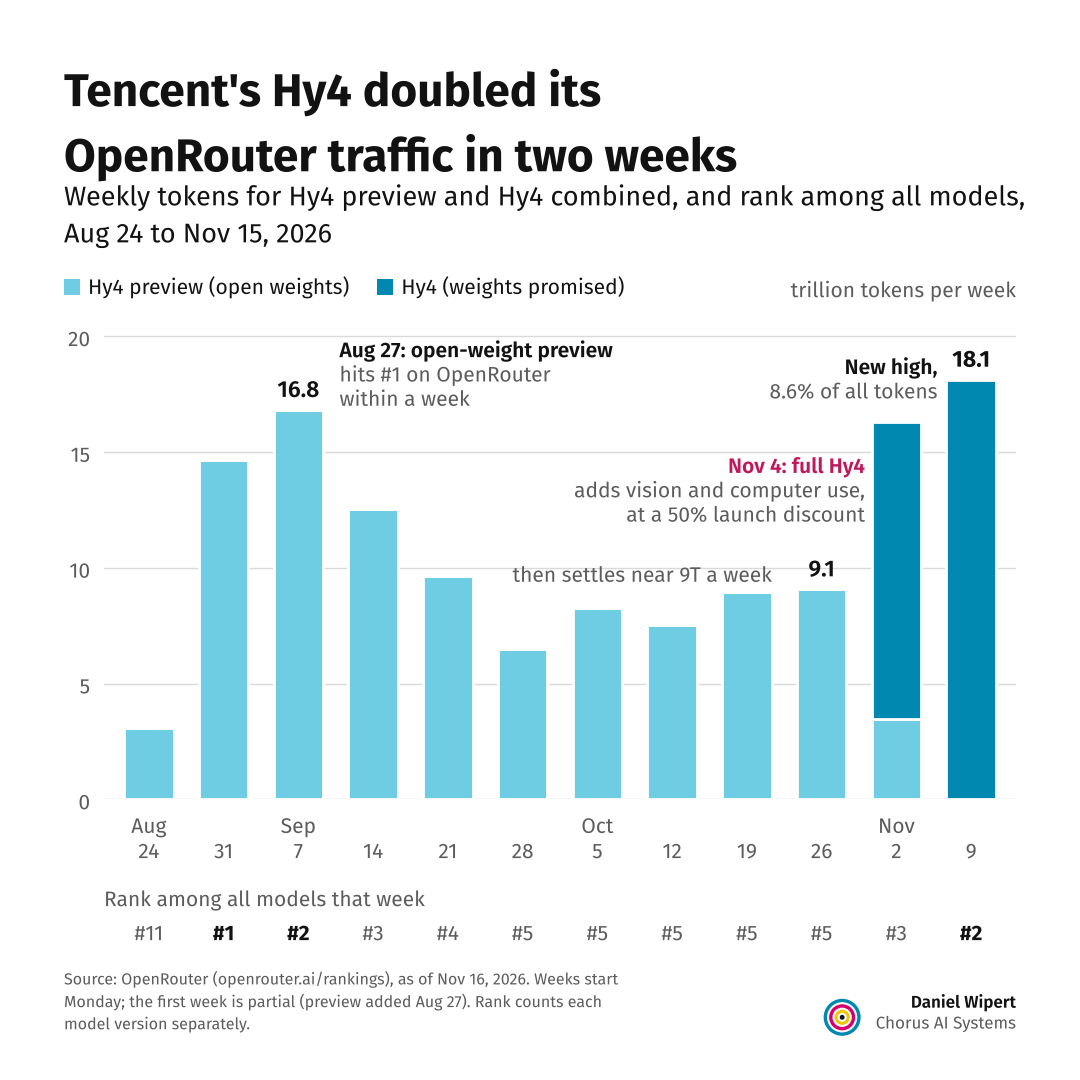 Tencent's Hy4 doubled its
OpenRouter traffic in two weeks
Weekly tokens for Hy4 preview and Hy4 combined, and rank among all models,
Aug 24 to Nov 15, 2026
Hy4 preview (open weights) Hy4 (weights promised) trillion tokens per week
20
Aug 27: open-weight preview
hits #1 on OpenRouter
within a week
16.8
New high,
8.6% of all tokens
18.1
15
Nov 4: full Hy4
adds vision and computer use,
at a 50% launch discount
10
then settles near 9T a week
9.1
5
0
Aug Sep Oct Nov
24 31 7 14 21 28 5 12 19 26 2 9
Rank among all models that week
#11 #1 #2 #3 #4 #5 #5 #5 #5 #5 #3 #2
Source: OpenRouter (openrouter.ai/rankings), as of Nov 16, 2026. Weeks start
Monday; the first week is partial (preview added Aug 27). Rank counts each
model version separately.
Daniel Wipert
Chorus AI Systems